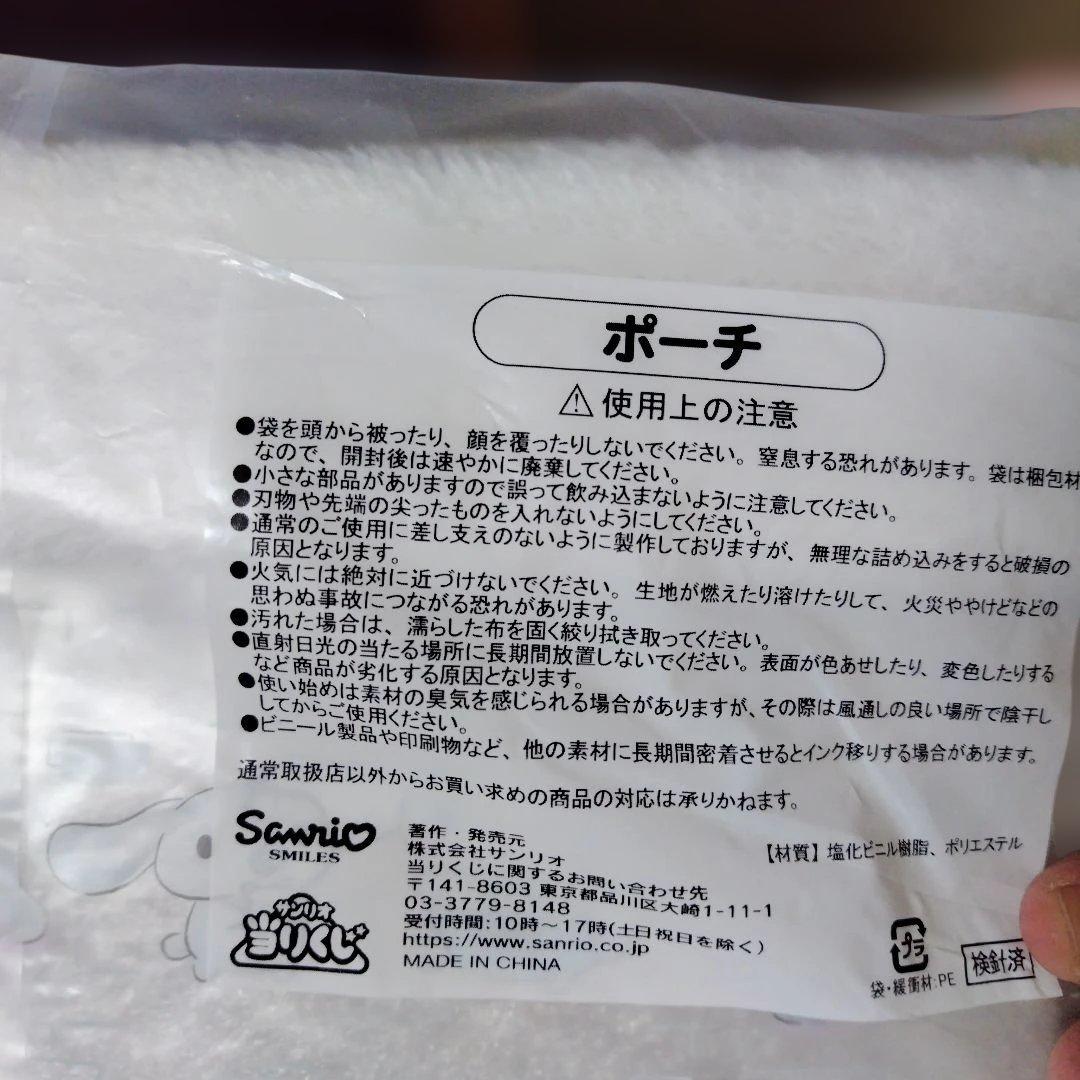 ポーチ
⚠使用上の注意
●袋を頭から被ったり、顔を覆ったりしないでください。窒息する恐れがあります。袋は梱包材
なので、開封後は速やかに廃棄してください。
●小さな部品がありますので誤って飲み込まないように注意してください。
●刃物や先端の尖ったものを入れないようにしてください。
●通常のご使用に差し支えのないように製作しておりますが、無理な詰め込みをすると破損の
原因となります。
●火気には絶対に近づけないでください。生地が燃えたり溶けたりして、火災ややけどなどの
思わぬ事故につながる恐れがあります。
●汚れた場合は、濡らした布を固く絞り拭き取ってください。
●直射日光の当たる場所に長期間放置しないでください。表面が色あせしたり、変色したりする
など商品が劣化する原因となります。
●使い始めは素材の臭気を感じられる場合がありますが、その際は風通しの良い場所で陰干し
してからご使用ください。
●ビニール製品や印刷物など、他の素材に長期間密着させるとインク移りする場合があります。
通常取扱店以外からお買い求めの商品の対応は承りかねます。
Sanrio
SMILES
サンリオ
当りくじ
著作・発売元
株式会社サンリオ
当りくじに関するお問い合わせ先
〒141-8603 東京都品川区大崎1-11-1
03-3779-8148
受付時間:10時～17時(土日祝日を除く)
https://www.sanrio.co.jp
MADE IN CHINA
【材質】塩化ビニル樹脂、ポリエステル
プラ
袋・緩衝材:PE
検針済